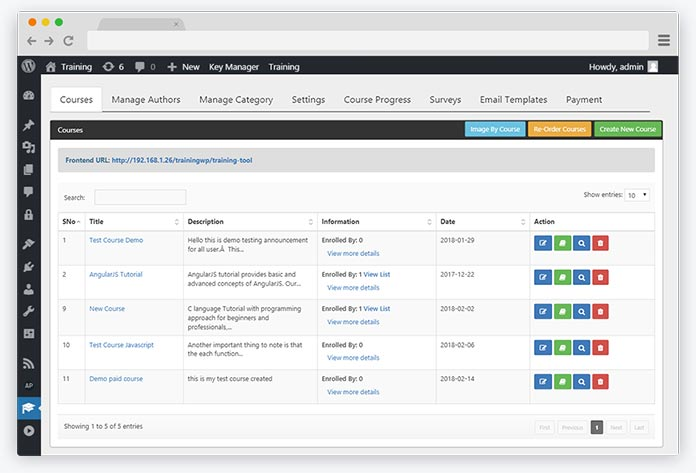 Training 6 0 New Key Manager Training Howdy, admin
Courses Manage Authors Manage Category Settings Course Progress Surveys Email Templates Payment
Courses Image By Course Re-Order Courses Create New Course
Frontend URL: http://192.168.1.26/trainingwp/training-tool
Search: Show entries: 10
SNo Title Description Information Date Action
1 Test Course Demo Hello this is demo testing announcement Enrolled By: 0 2018-01-29
for all user.Â This... View more details
2 AngularJS Tutorial AngularJS tutorial provides basic and Enrolled By: 1 View List 2017-12-22
advanced concepts of AngularJS. Our... View more details
9 New Course C language Tutorial with programming Enrolled By: 1 View List 2018-02-02
approach for beginners and View more details
professionals,...
10 Test Course Javascript Another important thing to note is that Enrolled By: 0 2018-02-06
the each function... View more details
11 Demo paid course this is my test course created Enrolled By: 0 2018-02-14
View more details
AP
Showing 1 to 5 of 5 entries First Previous 1 Next Last